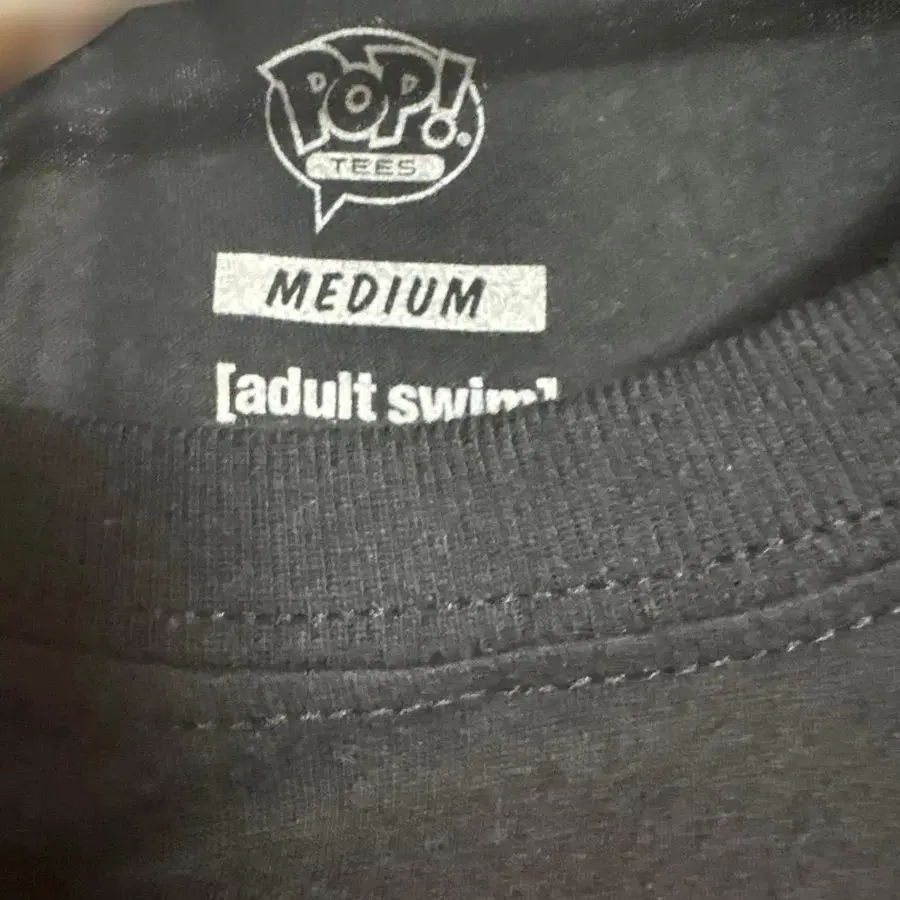 POP!®
TEES
MEDIUM
[adult swim]